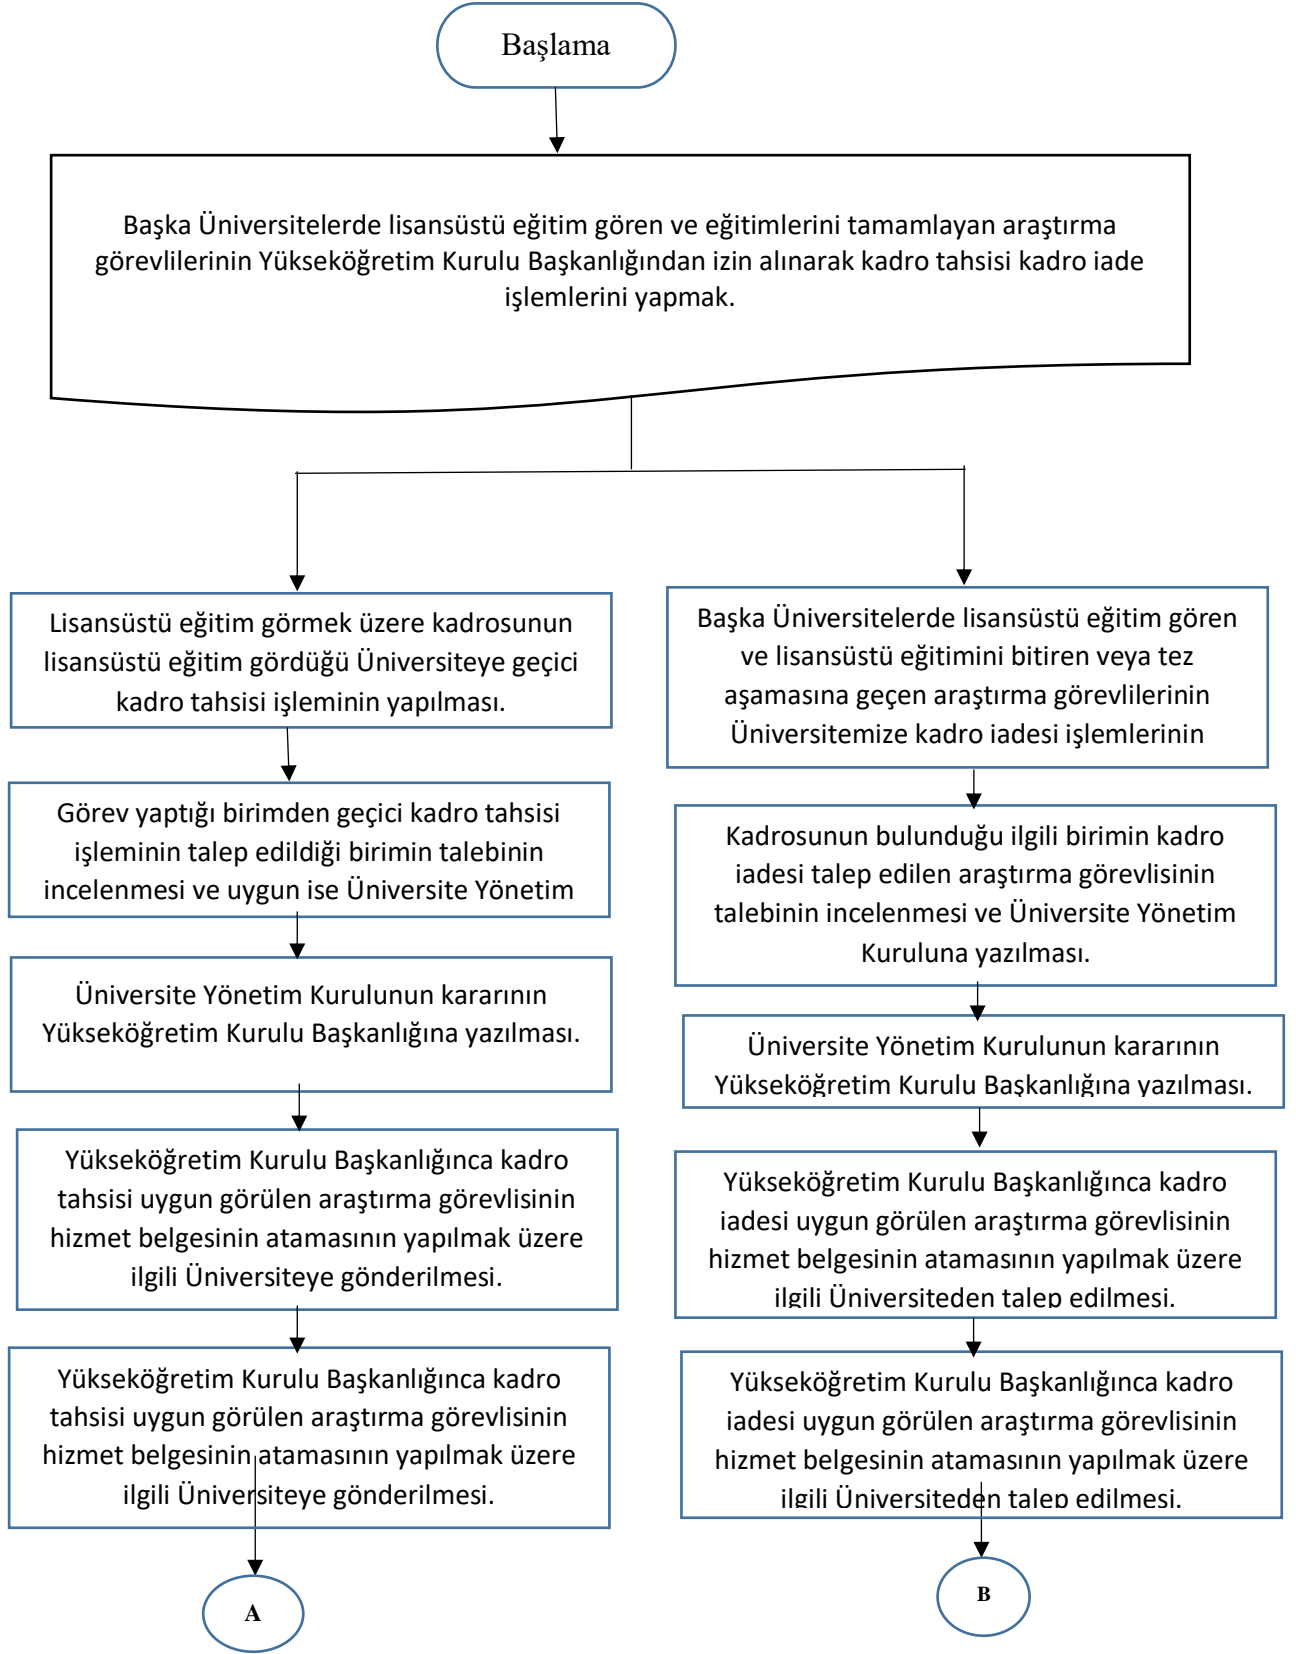 Başlama
Başka Üniversitelerde lisansüstü eğitim gören ve eğitimlerini tamamlayan araştırma
görevlilerinin Yükseköğretim Kurulu Başkanlığından izin alınarak kadro tahsisi kadro iade
işlemlerini yapmak.
Lisansüstü eğitim görmek üzere kadrosunun
lisansüstü eğitim gördüğü Üniversiteye geçici
kadro tahsisi işleminin yapılması.
Görev yaptığı birimden geçici kadro tahsisi
işleminin talep edildiği birimin talebinin
incelenmesi ve uygun ise Üniversite Yönetim
Üniversite Yönetim Kurulunun kararının
Yükseköğretim Kurulu Başkanlığına yazılması.
Yükseköğretim Kurulu Başkanlığınca kadro
tahsisi uygun görülen araştırma görevlisinin
hizmet belgesinin atamasının yapılmak üzere
ilgili Üniversiteye gönderilmesi.
Yükseköğretim Kurulu Başkanlığınca kadro
tahsisi uygun görülen araştırma görevlisinin
hizmet belgesinin atamasının yapılmak üzere
ilgili Üniversiteye gönderilmesi.
A
Başka Üniversitelerde lisansüstü eğitim gören
ve lisansüstü eğitimini bitiren veya tez
aşamasına geçen araştırma görevlilerinin
Üniversitemize kadro iadesi işlemlerinin
Kadrosunun bulunduğu ilgili birimin kadro
iadesi talep edilen araştırma görevlisinin
talebinin incelenmesi ve Üniversite Yönetim
Kuruluna yazılması.
Üniversite Yönetim Kurulunun kararının
Yükseköğretim Kurulu Başkanlığına yazılması.
Yükseköğretim Kurulu Başkanlığınca kadro
iadesi uygun görülen araştırma görevlisinin
hizmet belgesinin atamasının yapılmak üzere
ilgili Üniversiteden talep edilmesi.
Yükseköğretim Kurulu Başkanlığınca kadro
iadesi uygun görülen araştırma görevlisinin
hizmet belgesinin atamasının yapılmak üzere
ilgili Üniversiteden talep edilmesi.
B